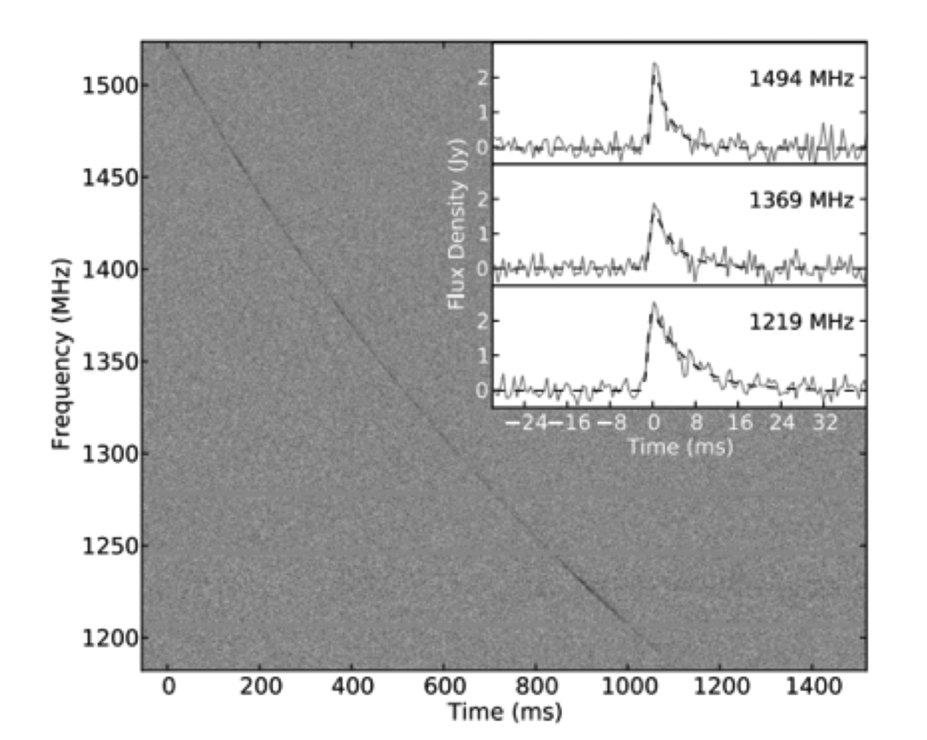 1500
1450
1400
1350
1300
1250
1200
Frequency (MHz)
0 200 400 600 800 1000 1200 1400
Time (ms)
Flux Density (Jy)
2
1
0
1494 MHz
2
1
0
1369 MHz
2
1
0
1219 MHz
−24 −16 −8 0 8 16 24 32
Time (ms)